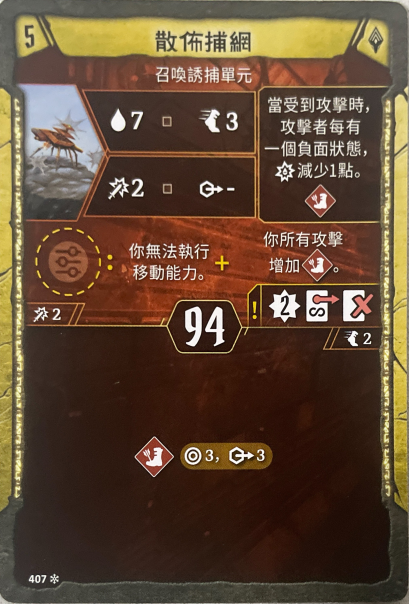 5
散佈捕網
召喚誘捕單元
7
3
2
-
當受到攻擊時，
攻擊者每有
一個負面狀態，
減少1點。
你無法執行
移動能力。
:
+
你所有攻擊
增加
。
2
94
!
2
8
2
3, 3
407